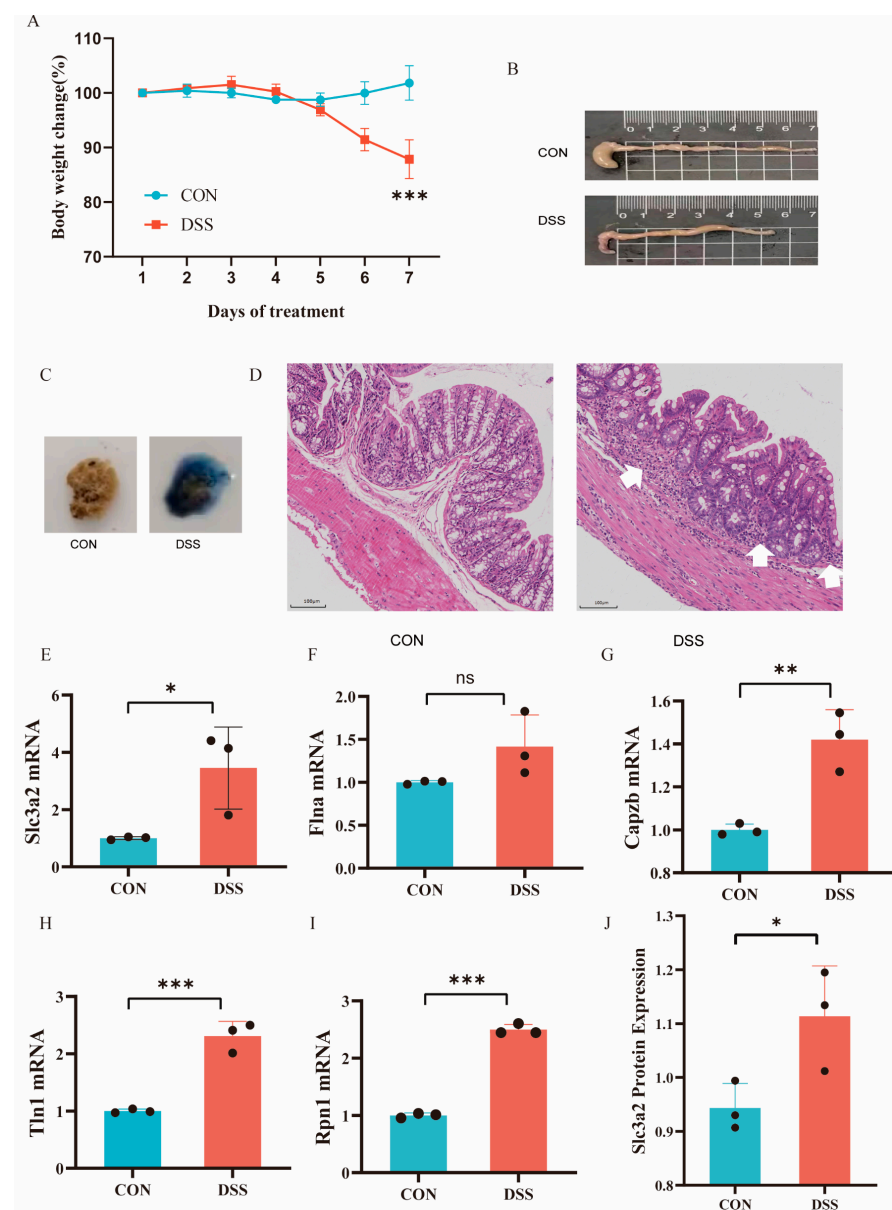 A
110
100
90
80
70
Body weight change(%)
CON
DSS
***
1 2 3 4 5 6 7
Days of treatment
B
CON
0 1 2 3 4 5 6 7
DSS
0 1 2 3 4 5 6 7
C
CON
DSS
D
100μm
100μm
CON
DSS
E
Slc3a2 mRNA
6
4
2
0
*
CON DSS
F
Flna mRNA
2.0
1.5
1.0
0.5
0.0
ns
CON DSS
G
Capzb mRNA
1.6
1.4
1.2
1.0
0.8
**
CON DSS
H
Tln1 mRNA
3
2
1
0
***
CON DSS
I
Rpn1 mRNA
3
2
1
0
***
CON DSS
J
Slc3a2 Protein Expression
1.3
1.2
1.1
1.0
0.9
0.8
*
CON DSS